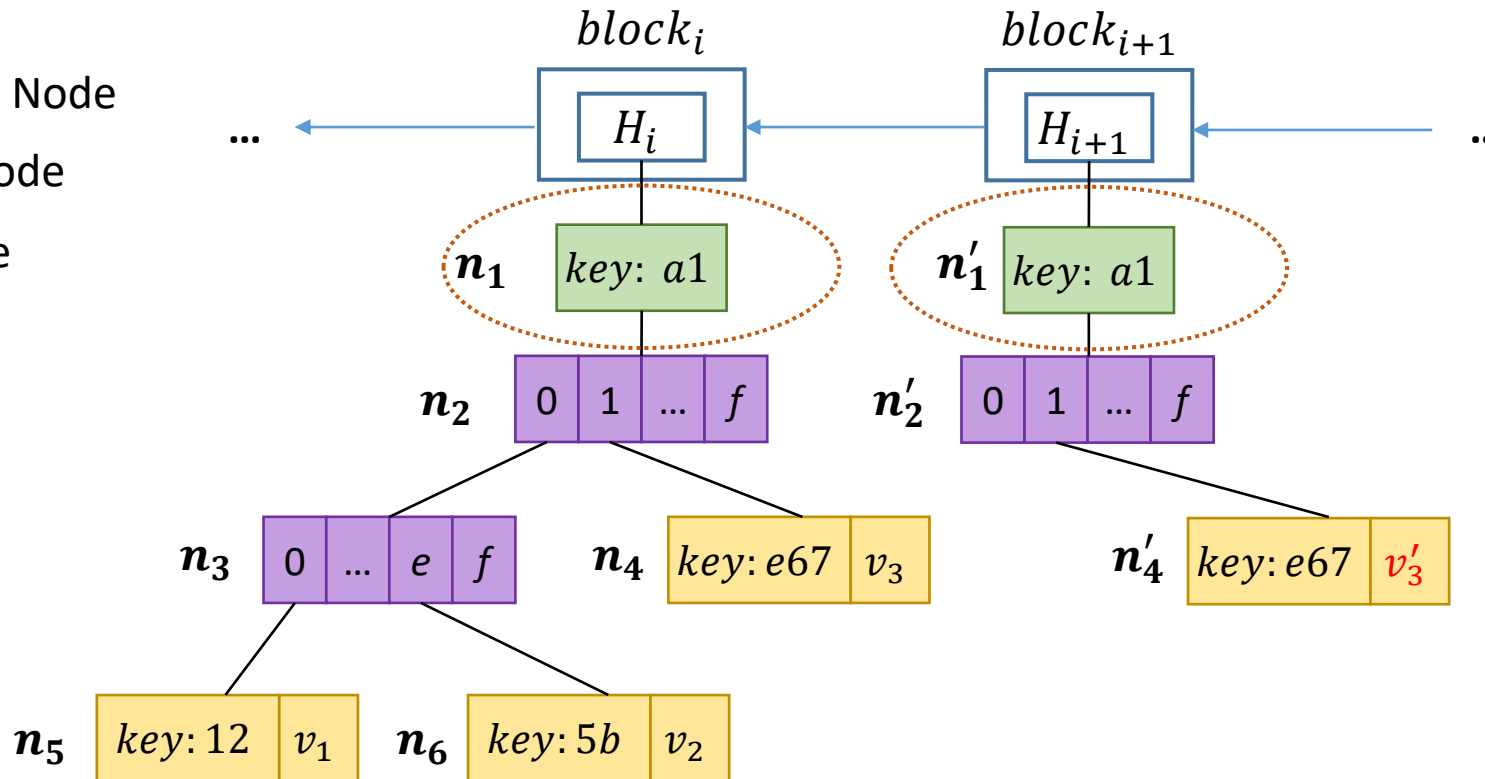 block_i block_{i+1}
Node
... H_i H_{i+1} ..
ode
e
n_1 key: a1 n'_1 key: a1
n_2 0 1 ... f n'_2 0 1 ... f
n_3 0 ... e f n_4 key: e67 v_3 n'_4 key: e67 v'_3
n_5 key: 12 v_1 n_6 key: 5b v_2